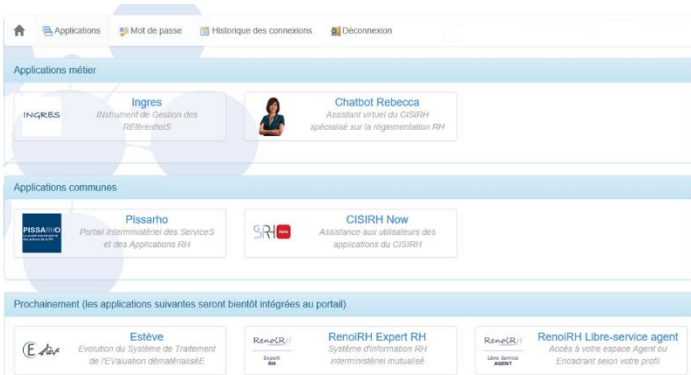 Applications
Mot de passe
Historique des connexions
Déconnexion
Applications métier
INGRES
Ingres
INstrument de Gestion des
REférentielS
Chatbot Rebecca
Assistant virtuel du CISIRH
spécialisé sur la réglementation RH
Applications communes
PISSARHO
Pissarho
Portail interministériel des ServiceS
et des Applications RH
SIRH
CISIRH Now
Assistance aux utilisateurs des
applications du CISIRH
Prochainement (les applications suivantes seront bientôt intégrées au portail)
Estève
Estève
Evolution du Système de Traitement
de l'EValuation dématérialiséE
RenoiRH
Expert
RH
RenoiRH Expert RH
Système d'information RH
interministériel mutualisé
RenoiRH
Libre Service
AGENT
RenoiRH Libre-service agent
Accès à votre espace Agent ou
Encadrant selon votre profil